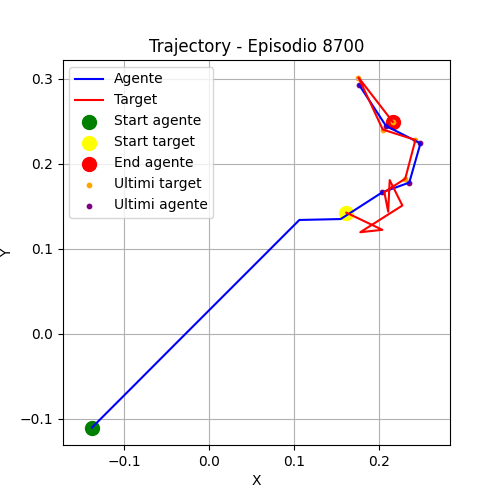 Trajectory - Episodio 8700
Agente
Target
Start agente
Start target
End agente
Ultimi target
Ultimi agente
Y
0.3
0.2
0.1
0.0
−0.1
−0.1
0.0
0.1
0.2
X